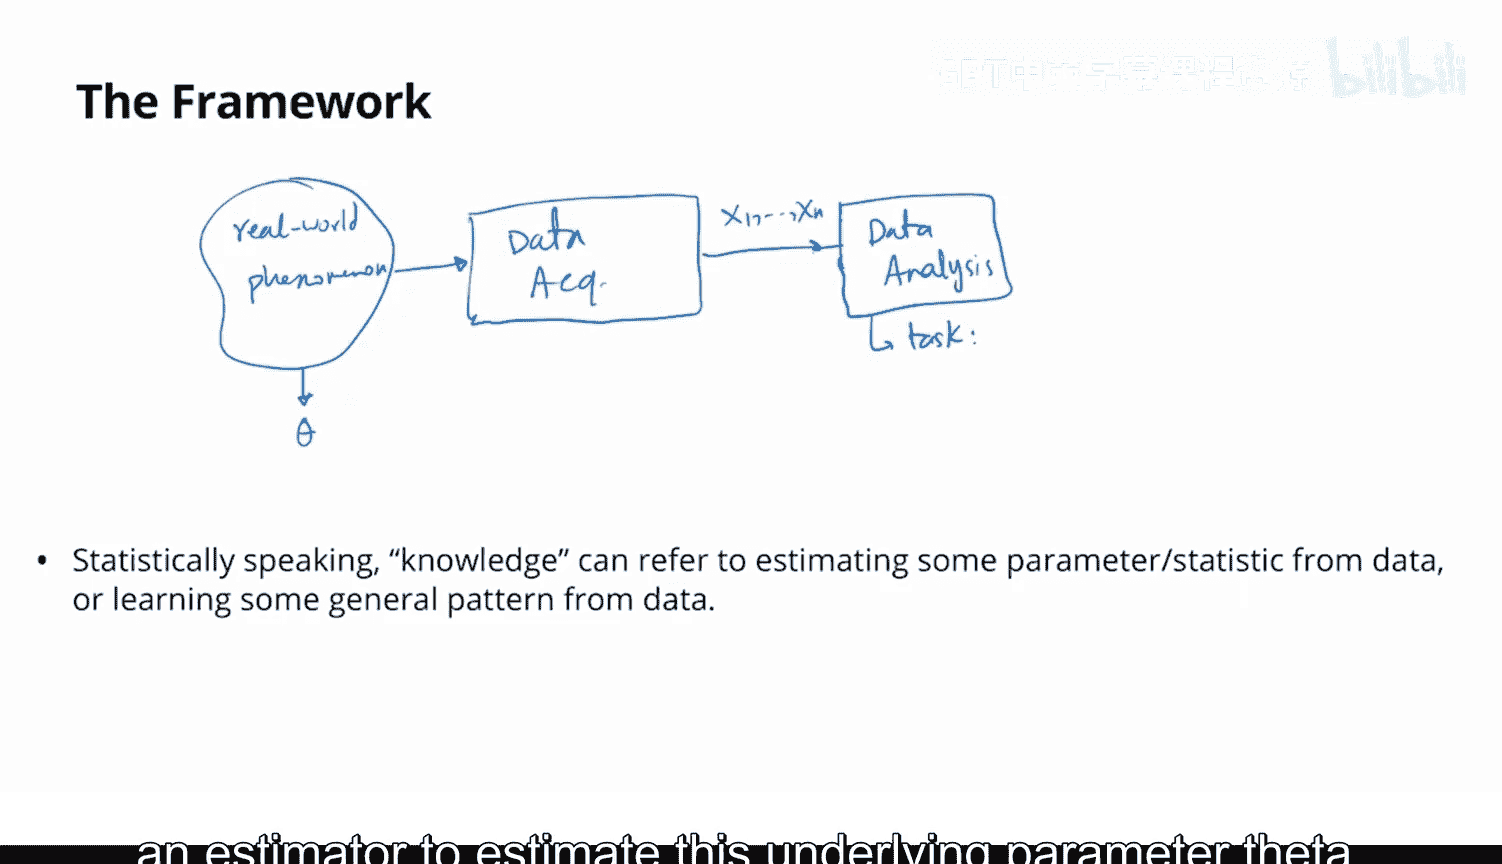 The Framework
bilibili
real-world
phenomenon
Data
Acq.
X₁,...,Xₙ
Data
Analysis
↳ task:
θ
• Statistically speaking, “knowledge” can refer to estimating some parameter/statistic from data,
or learning some general pattern from data.
an estimator to estimate this underlying parameter theta